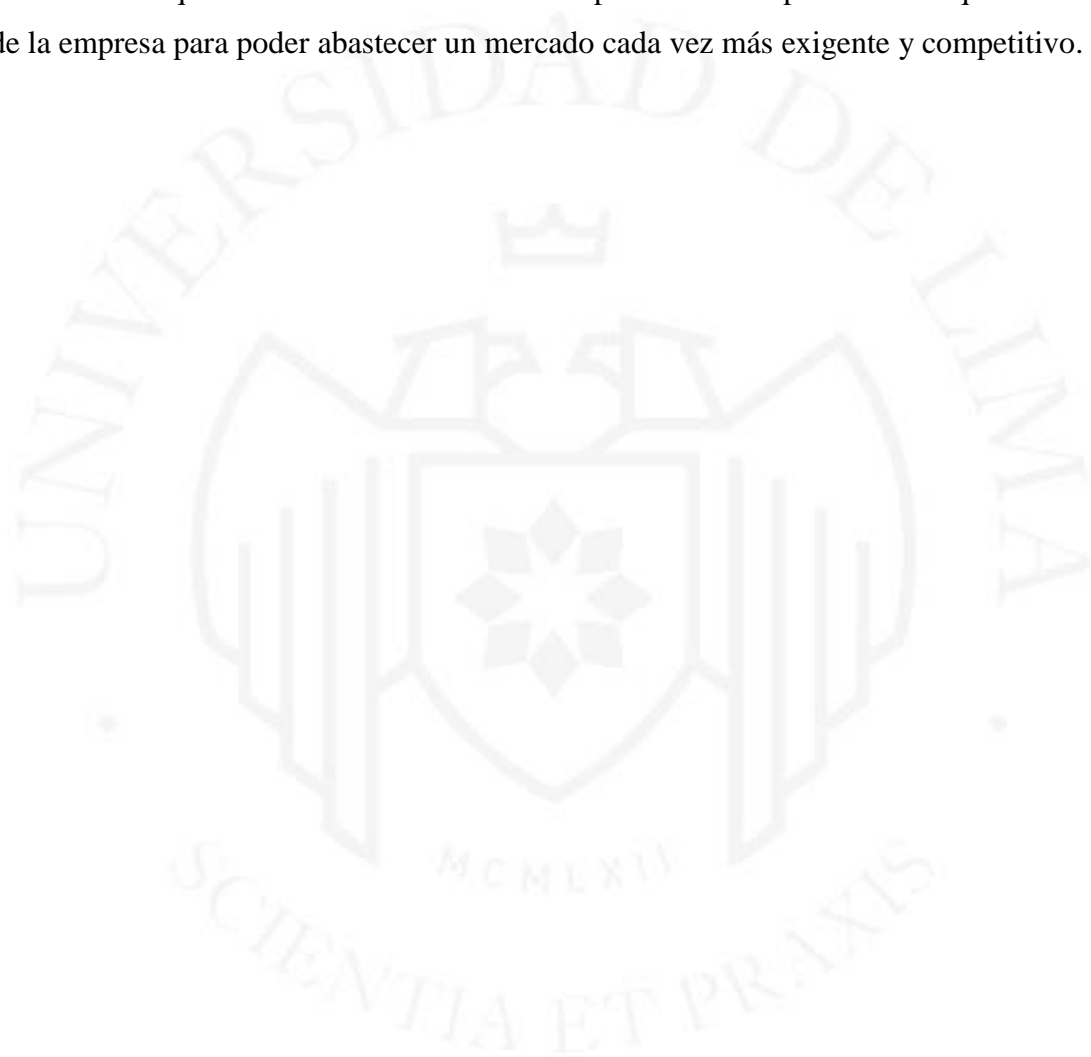 de la empresa para poder abastecer un mercado cada vez más exigente y competitivo.
UNIVERSIDAD DE LIMA
MCMLXII
SCIENTIA ET PRAXIS